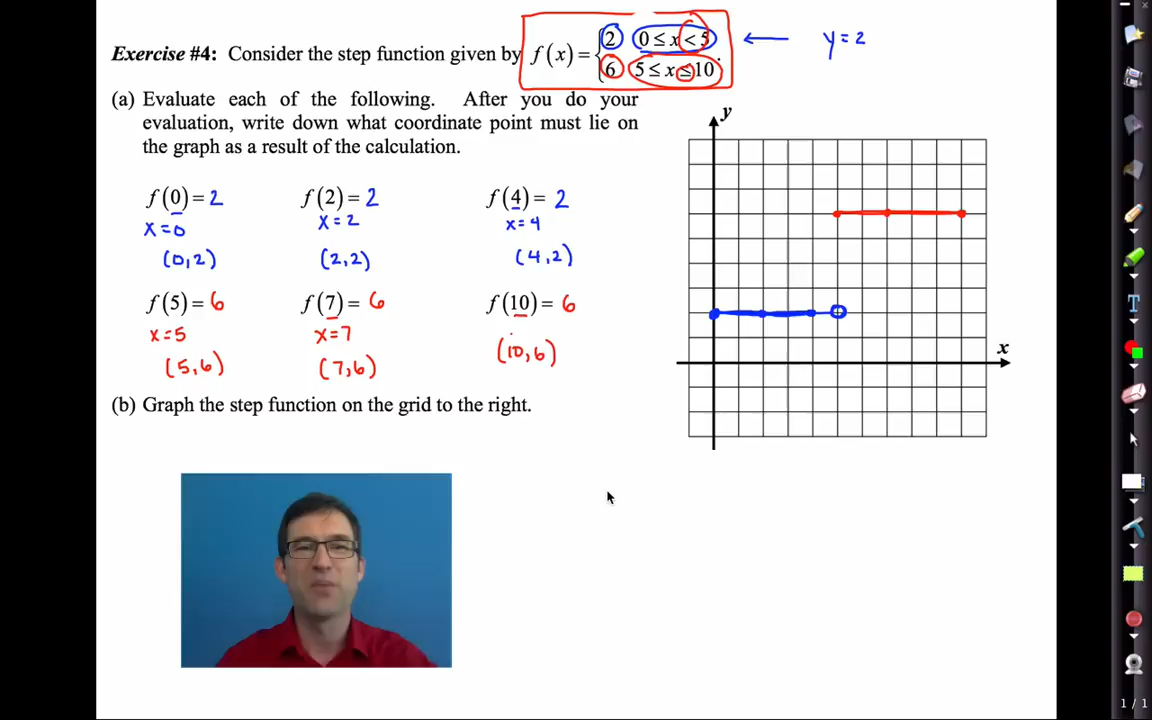 Exercise #4: Consider the step function given by f(x) = { 2 0 ≤ x < 5
6 5 ≤ x ≤ 10 .
y = 2
(a) Evaluate each of the following. After you do your
evaluation, write down what coordinate point must lie on
the graph as a result of the calculation.
f(0) = 2 f(2) = 2 f(4) = 2
x=0 x=2 x=4
(0,2) (2,2) (4,2)
f(5) = 6 f(7) = 6 f(10) = 6
x=5 x=7
(5,6) (7,6) (10,6)
(b) Graph the step function on the grid to the right.
y
x
T
1 / 1